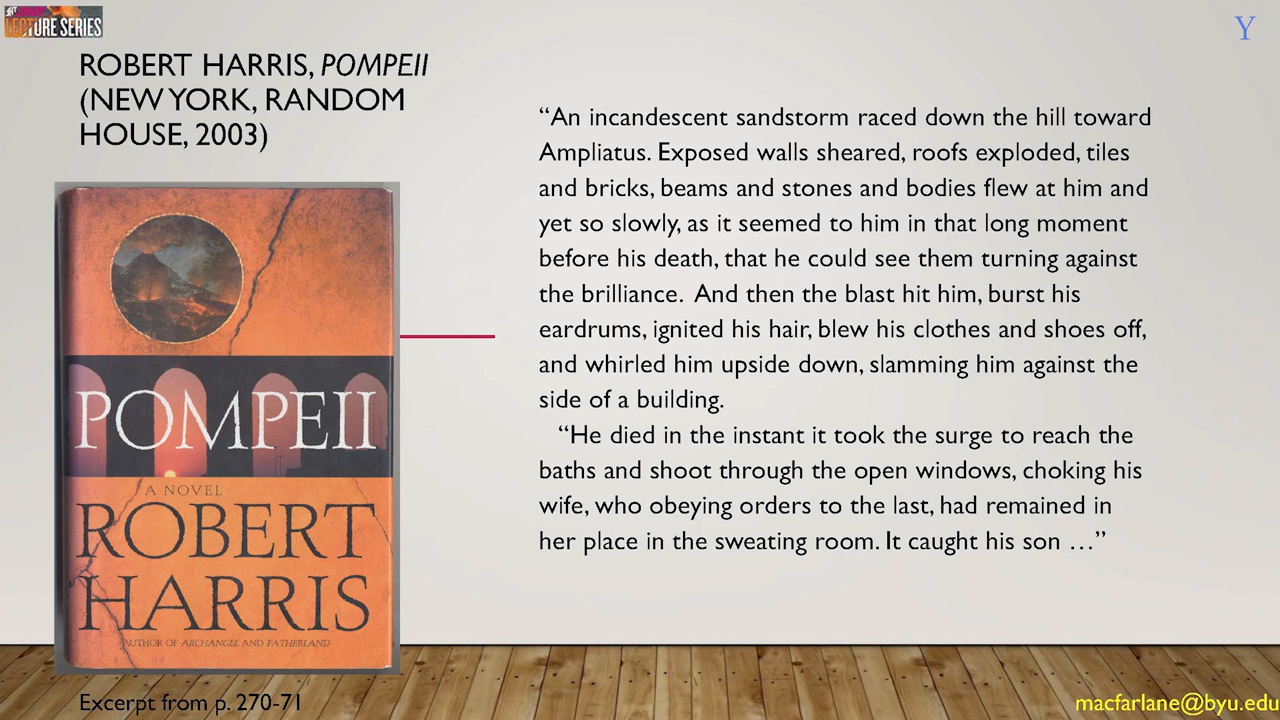 LECTURE SERIES
Y
ROBERT HARRIS, POMPEII
(NEW YORK, RANDOM
HOUSE, 2003)
POMPEII
A NOVEL
ROBERT
HARRIS
AUTHOR OF ARCHANGEL AND FATHERLAND
Excerpt from p. 270-71
“An incandescent sandstorm raced down the hill toward
Ampliatus. Exposed walls sheared, roofs exploded, tiles
and bricks, beams and stones and bodies flew at him and
yet so slowly, as it seemed to him in that long moment
before his death, that he could see them turning against
the brilliance.  And then the blast hit him, burst his
eardrums, ignited his hair, blew his clothes and shoes off,
and whirled him upside down, slamming him against the
side of a building.
“He died in the instant it took the surge to reach the
baths and shoot through the open windows, choking his
wife, who obeying orders to the last, had remained in
her place in the sweating room. It caught his son …”
macfarlane@byu.edu